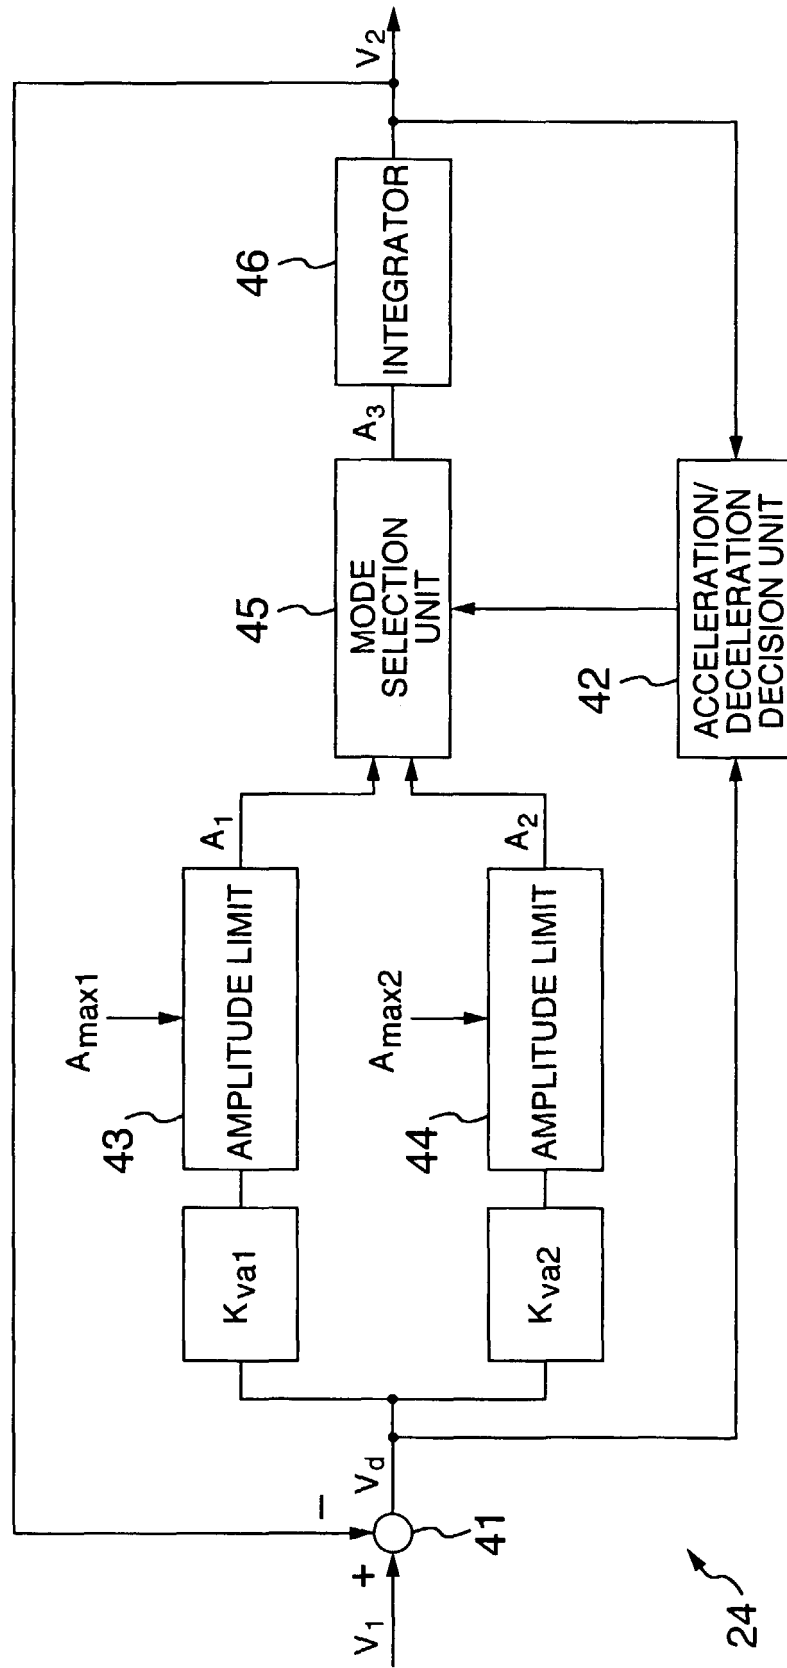 V1
+
−
41
Vd
Kva1
Kva2
43
AMPLITUDE LIMIT
Amax1
A1
44
AMPLITUDE LIMIT
Amax2
A2
45
MODE
SELECTION
UNIT
A3
46
INTEGRATOR
V2
42
ACCELERATION/
DECELERATION
DECISION UNIT
24